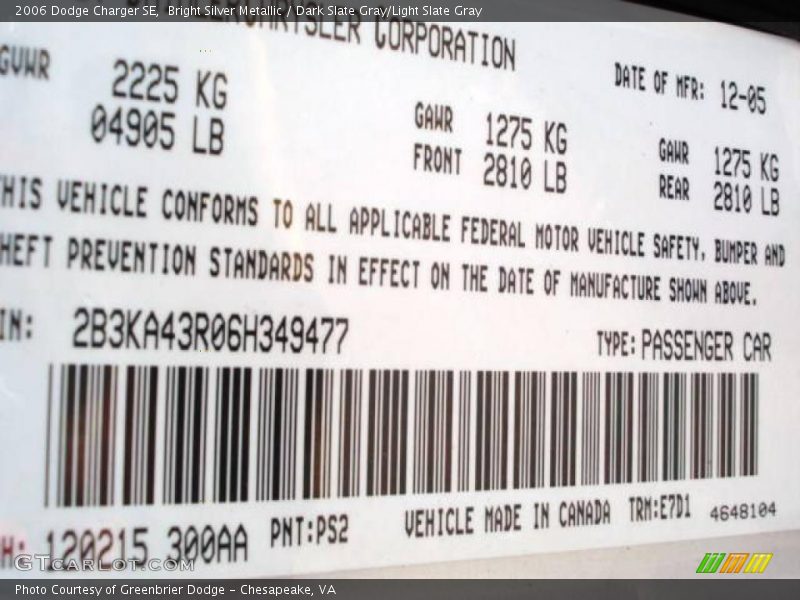 2006 Dodge Charger SE, Bright Silver Metallic / Dark Slate Gray/Light Slate Gray
CORPORATION
GVWR 2225 KG
04905 LB
DATE OF MFR: 12-05
GAWR 1275 KG
FRONT 2810 LB
GAWR 1275 KG
REAR 2810 LB
THIS VEHICLE CONFORMS TO ALL APPLICABLE FEDERAL MOTOR VEHICLE SAFETY, BUMPER AND
HEFT PREVENTION STANDARDS IN EFFECT ON THE DATE OF MANUFACTURE SHOWN ABOVE.
IN: 2B3KA43R06H349477 TYPE: PASSENGER CAR
H: 120215 300AA PNT:PS2 VEHICLE MADE IN CANADA TRM:E7D1 4648104
GTCARLOT.COM
Photo Courtesy of Greenbrier Dodge - Chesapeake, VA